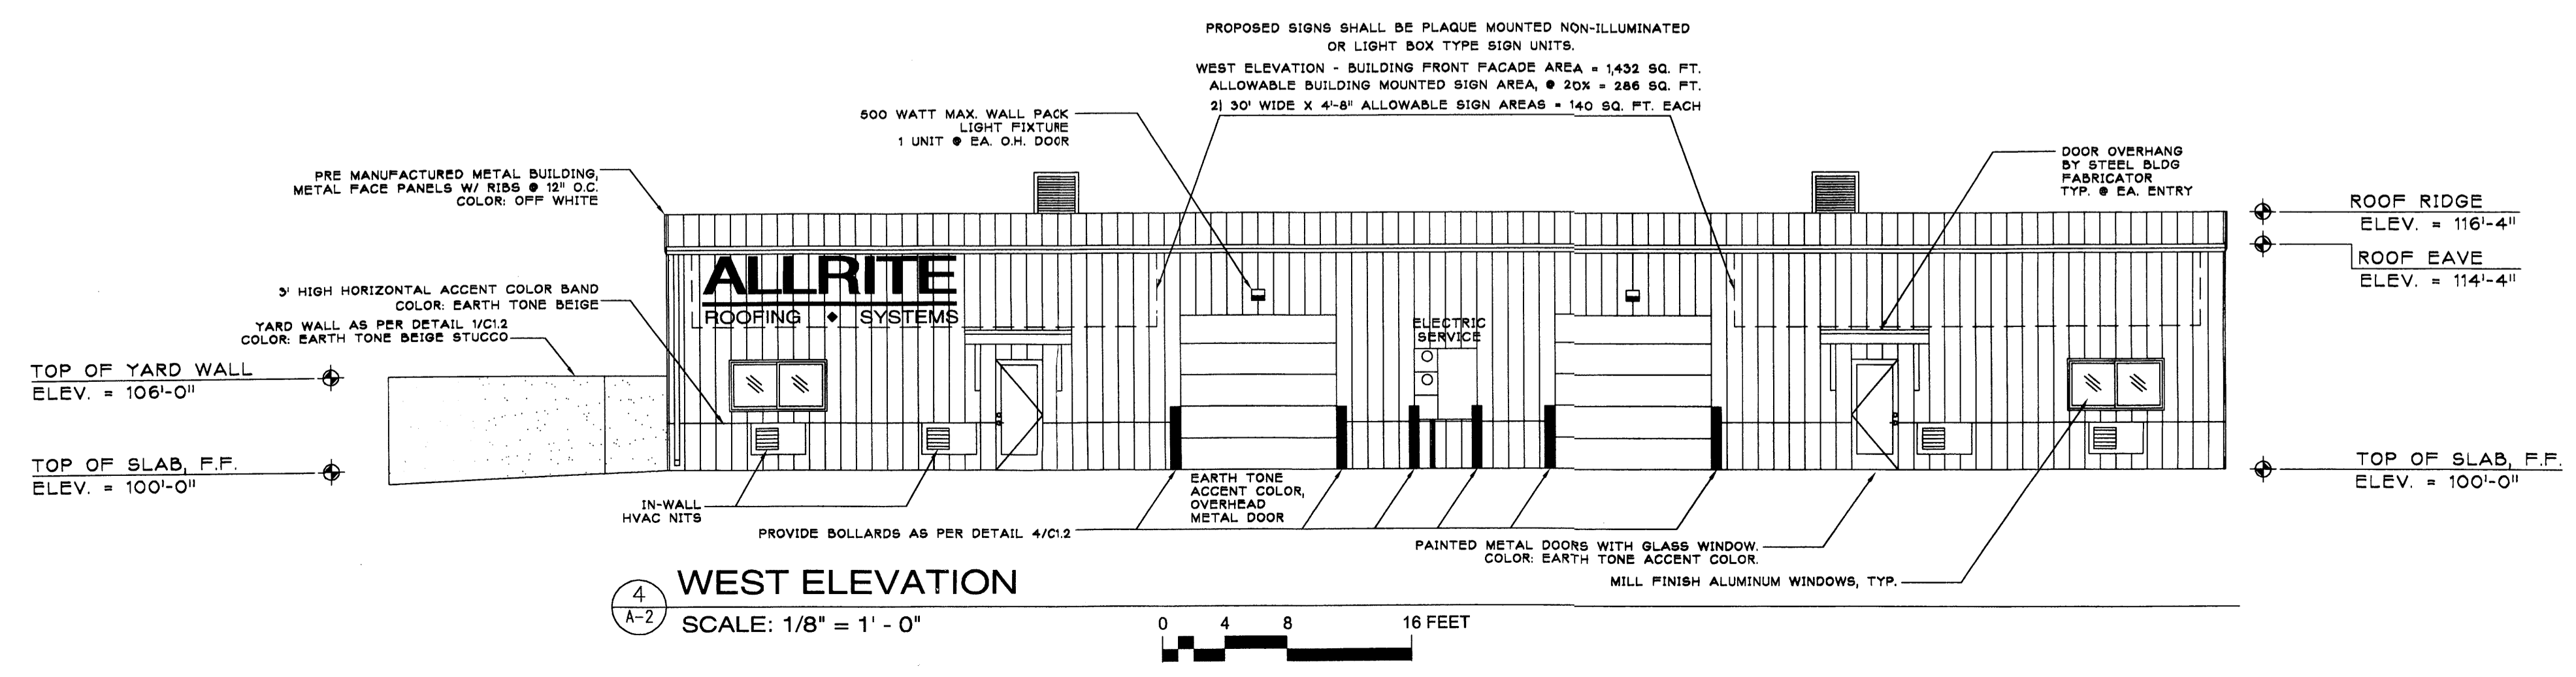 PROPOSED SIGNS SHALL BE PLAQUE MOUNTED NON-ILLUMINATED
OR LIGHT BOX TYPE SIGN UNITS.
WEST ELEVATION - BUILDING FRONT FACADE AREA = 1,432 SQ. FT.
ALLOWABLE BUILDING MOUNTED SIGN AREA, @ 20% = 286 SQ. FT.
2) 30' WIDE X 4'-8" ALLOWABLE SIGN AREAS = 140 SQ. FT. EACH
500 WATT MAX. WALL PACK
LIGHT FIXTURE
1 UNIT @ EA. O.H. DOOR
DOOR OVERHANG
BY STEEL BLDG
FABRICATOR
TYP. @ EA. ENTRY
PRE MANUFACTURED METAL BUILDING,
METAL FACE PANELS W/ RIBS @ 12" O.C.
COLOR: OFF WHITE
ROOF RIDGE
ELEV. = 116'-4"
ROOF EAVE
ELEV. = 114'-4"
ALLRITE
ROOFING ◆ SYSTEMS
3' HIGH HORIZONTAL ACCENT COLOR BAND
COLOR: EARTH TONE BEIGE
YARD WALL AS PER DETAIL 1/C1.2
COLOR: EARTH TONE BEIGE STUCCO
ELECTRIC
SERVICE
TOP OF YARD WALL
ELEV. = 106'-0"
TOP OF SLAB, F.F.
ELEV. = 100'-0"
TOP OF SLAB, F.F.
ELEV. = 100'-0"
IN-WALL
HVAC NITS
EARTH TONE
ACCENT COLOR,
OVERHEAD
METAL DOOR
PROVIDE BOLLARDS AS PER DETAIL 4/C1.2
PAINTED METAL DOORS WITH GLASS WINDOW.
COLOR: EARTH TONE ACCENT COLOR.
MILL FINISH ALUMINUM WINDOWS, TYP.
4
A-2
WEST ELEVATION
SCALE: 1/8" = 1' - 0"
0 4 8 16 FEET